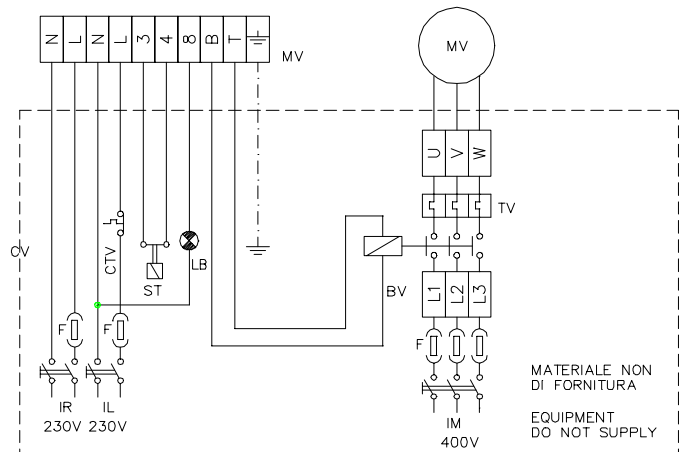 N L N L 3 4 8 B T
MV
MV
U V W
TV
CV
CTV
ST
LB
BV
L1 L2 L3
F F
F
IR IL
230V 230V
IM
400V
MATERIALE NON
DI FORNITURA
EQUIPMENT
DO NOT SUPPLY